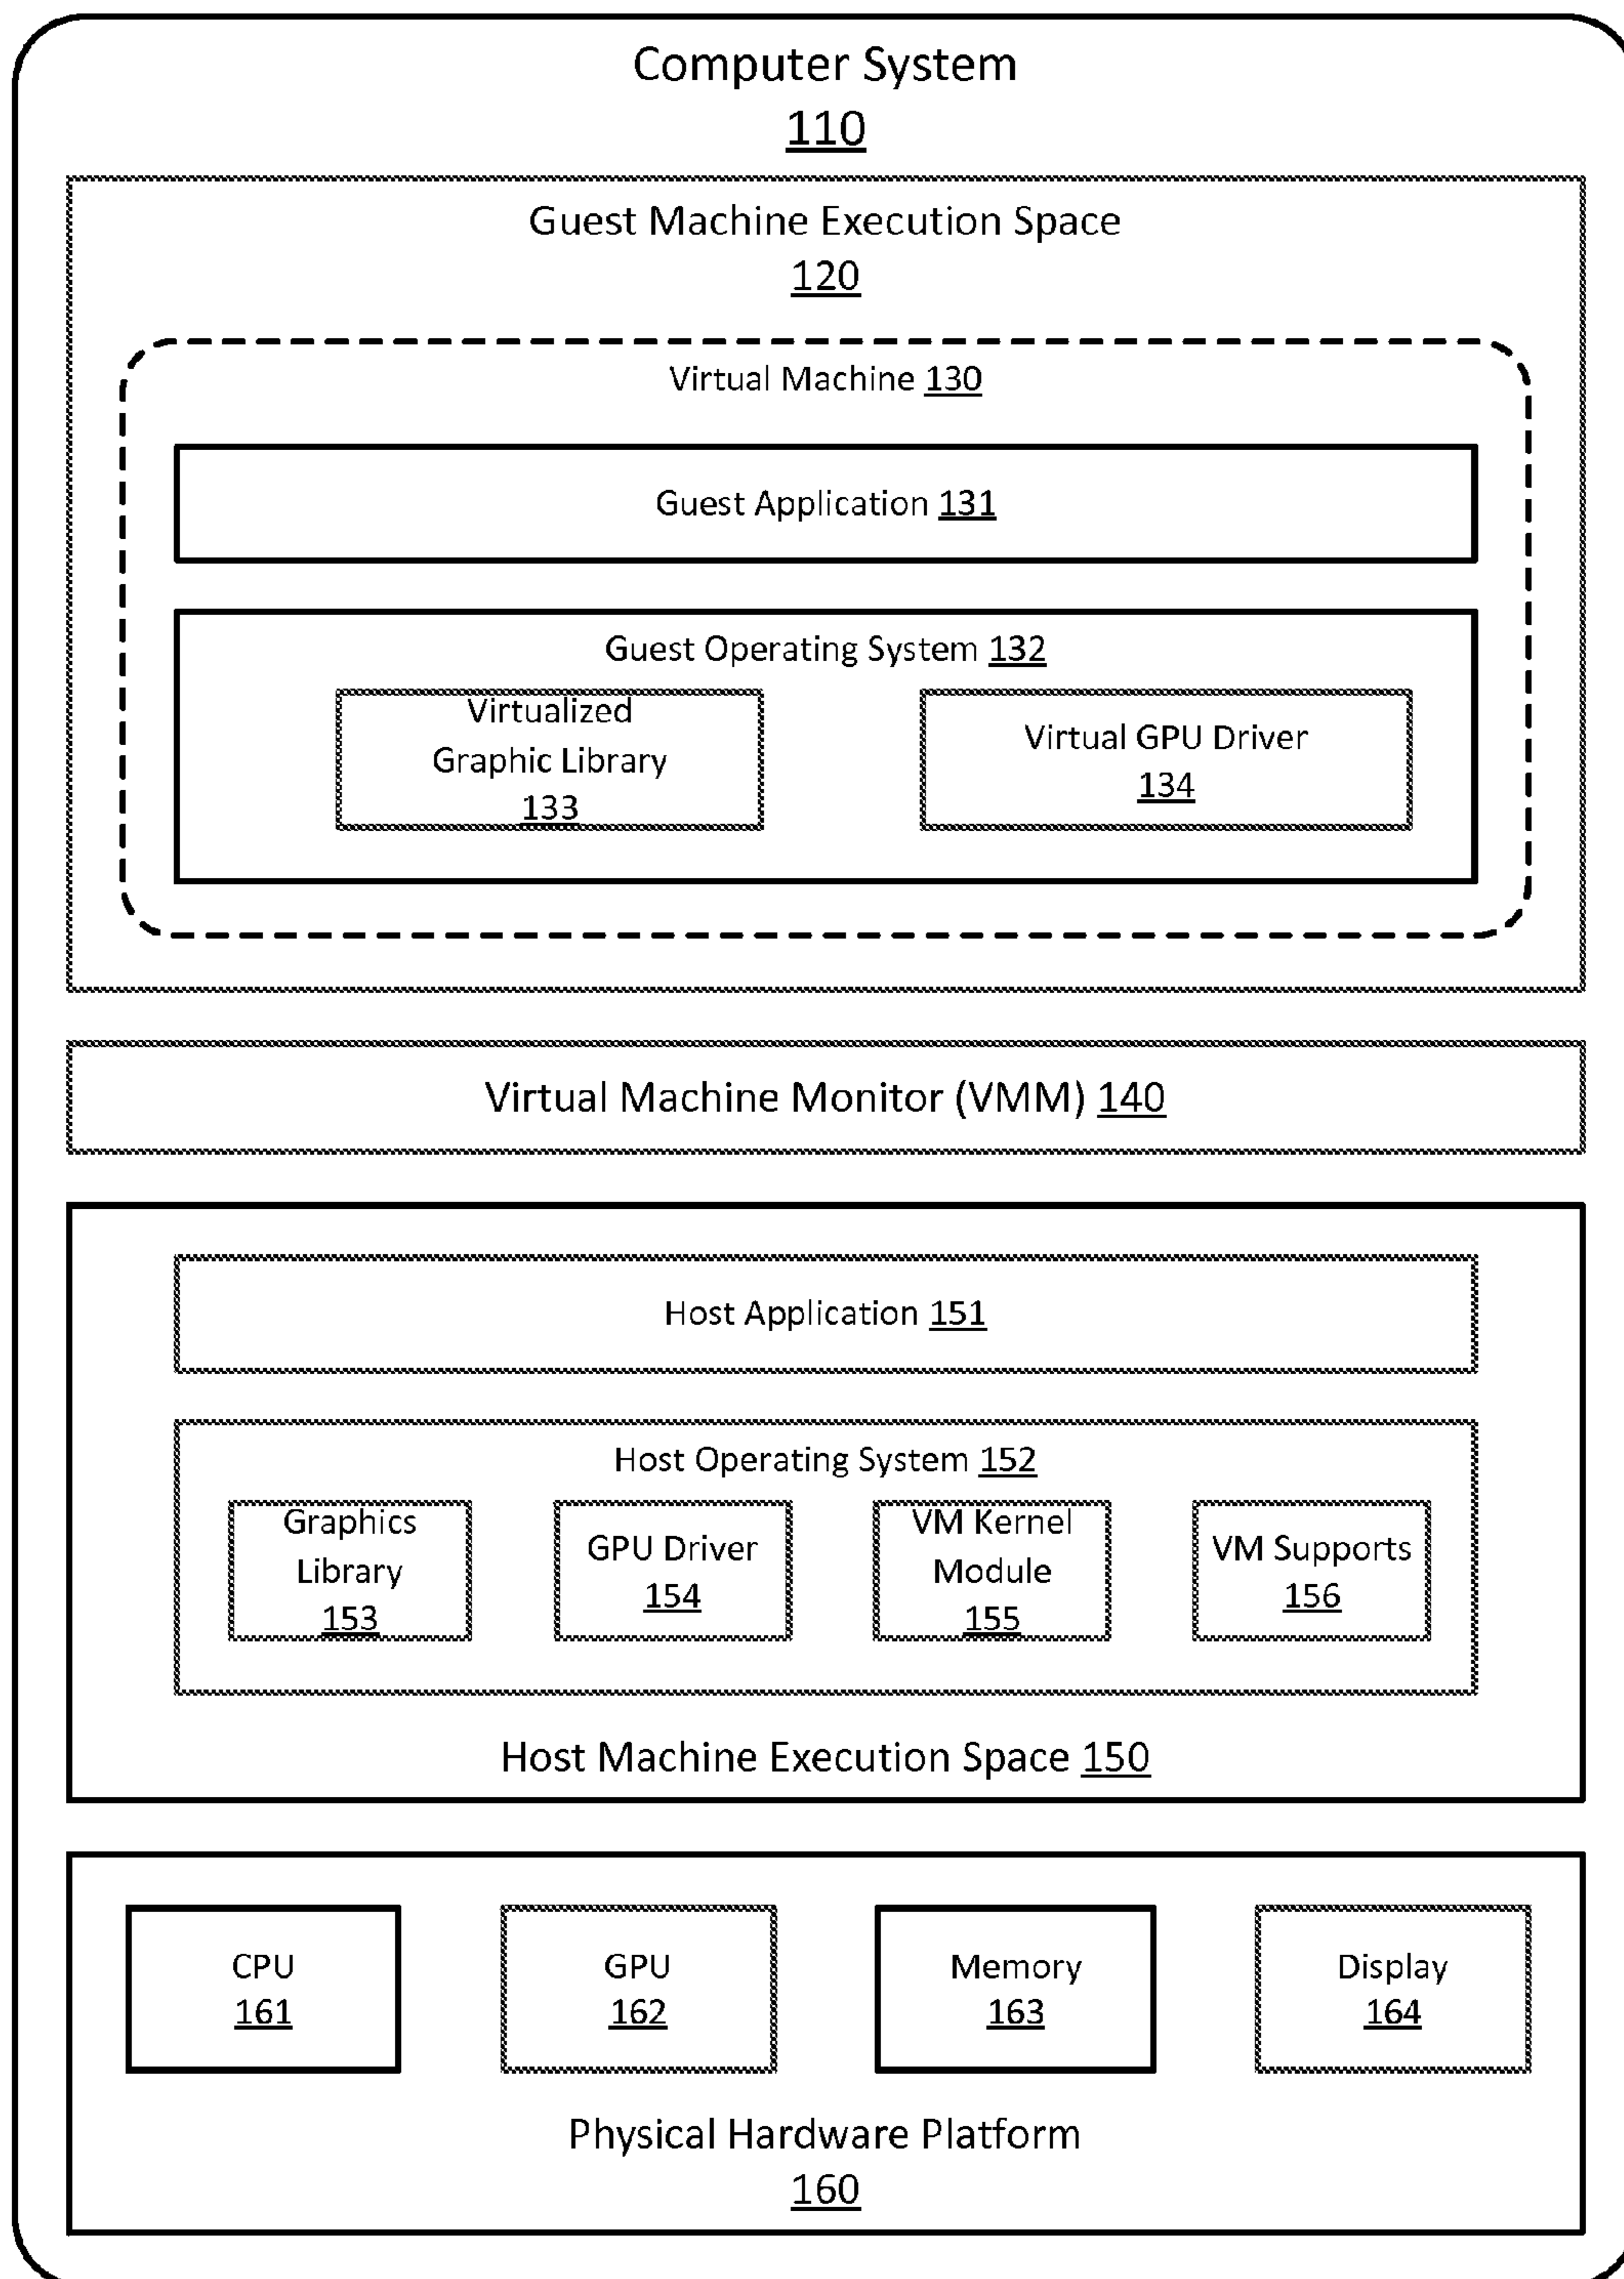 Computer System
110
Guest Machine Execution Space
120
Virtual Machine 130
Guest Application 131
Guest Operating System 132
Virtualized
Graphic Library
133
Virtual GPU Driver
134
Virtual Machine Monitor (VMM) 140
Host Application 151
Host Operating System 152
Graphics
Library
153
GPU Driver
154
VM Kernel
Module
155
VM Supports
156
Host Machine Execution Space 150
CPU
161
GPU
162
Memory
163
Display
164
Physical Hardware Platform
160